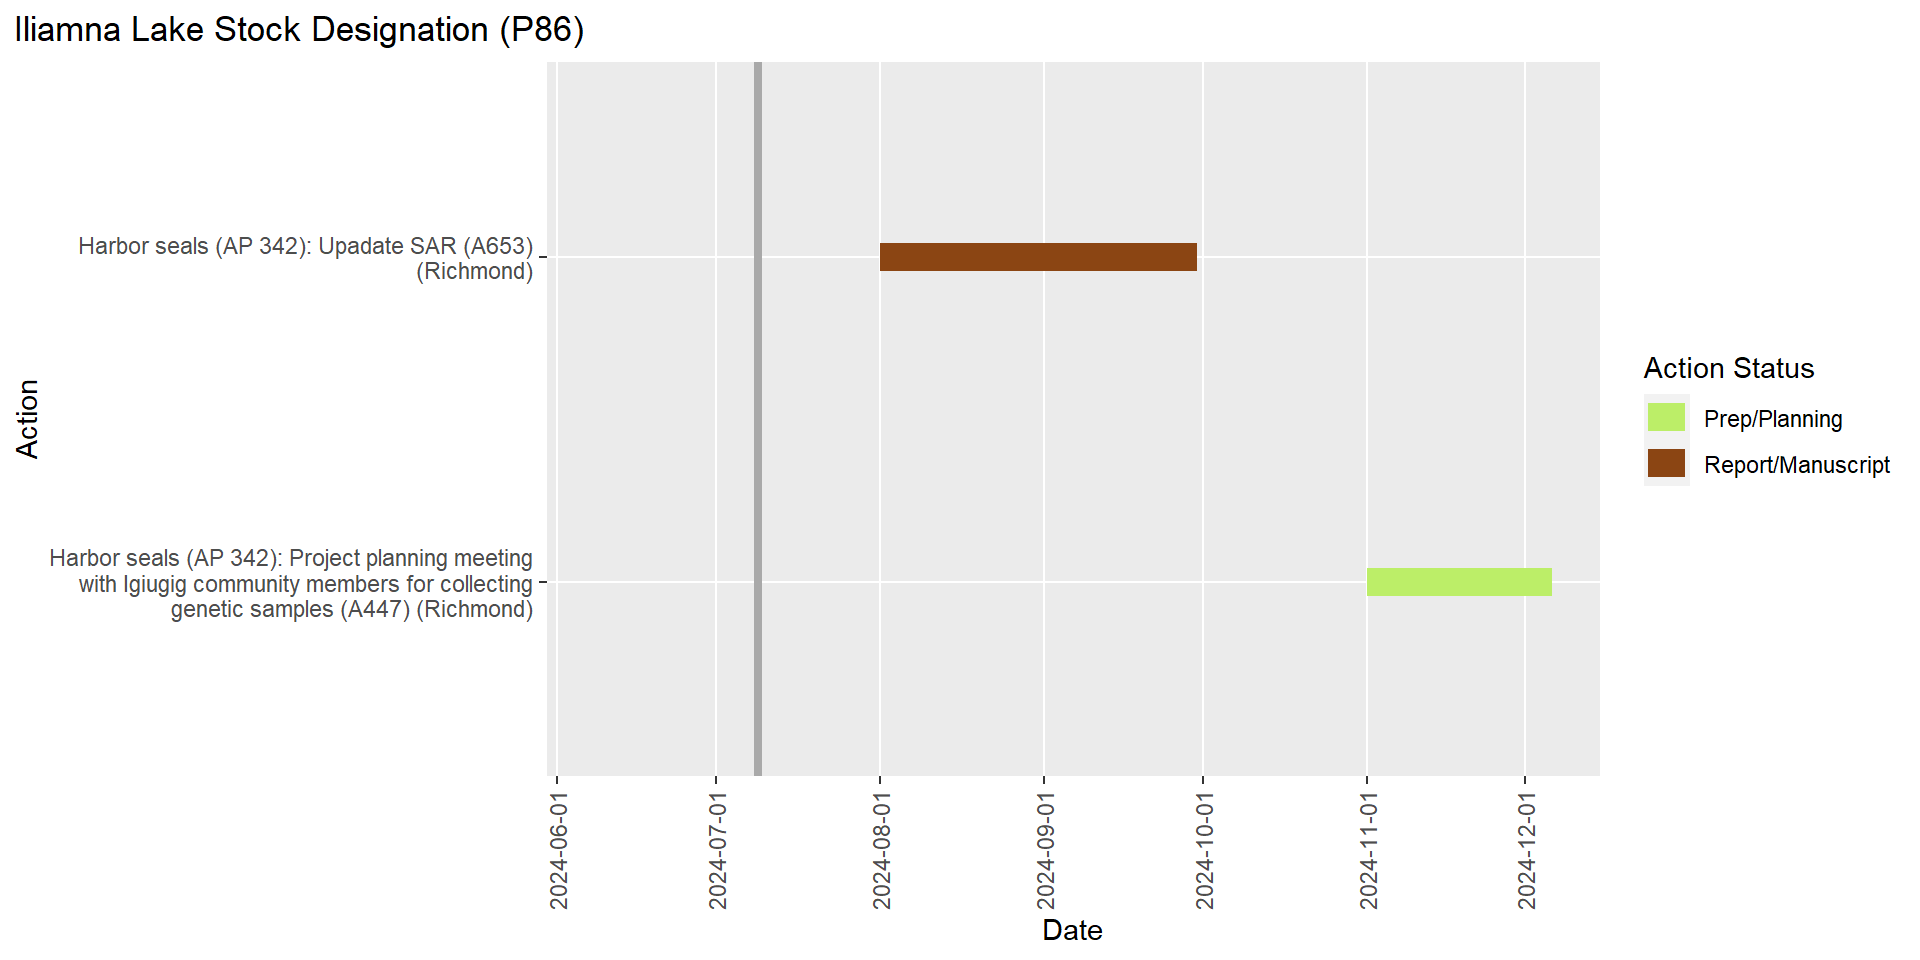 Iliamna Lake Stock Designation (P86)
Harbor seals (AP 342): Upadate SAR (A653)
(Richmond)
Harbor seals (AP 342): Project planning meeting
with Igiugig community members for collecting
genetic samples (A447) (Richmond)
Action
2024-06-01
2024-07-01
2024-08-01
2024-09-01
2024-10-01
2024-11-01
2024-12-01
Date
Action Status
Prep/Planning
Report/Manuscript